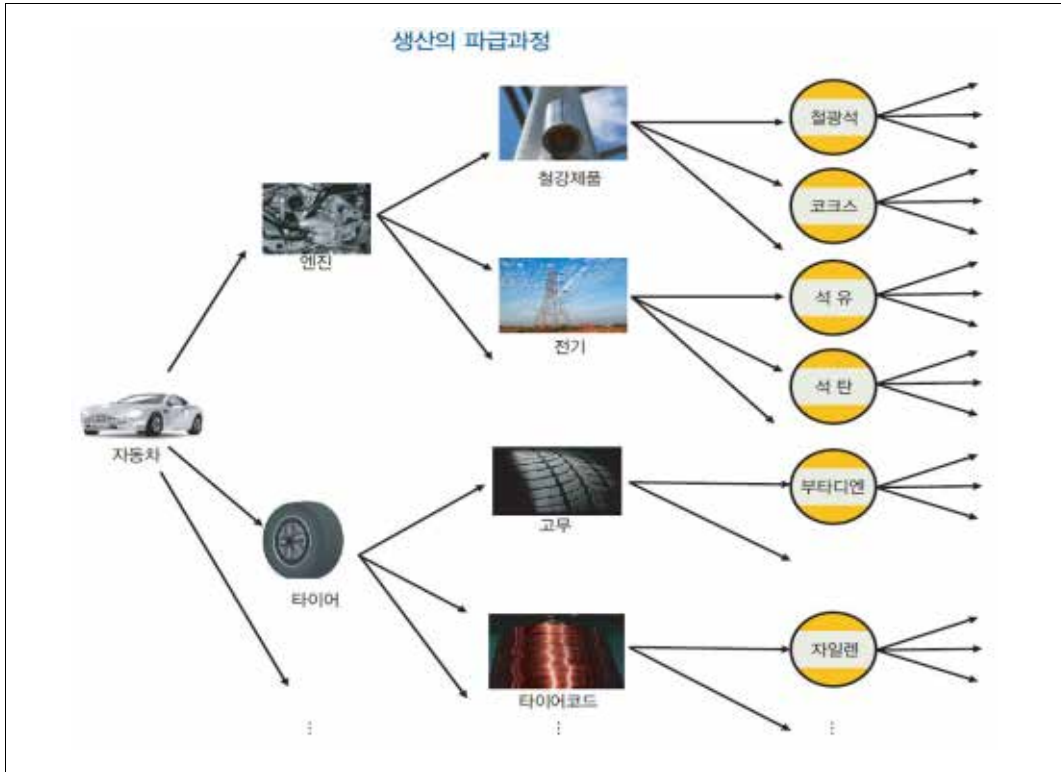 생산의 파급과정
철광석
철강제품
코크스
엔진
석 유
전기
석 탄
자동차
부타디엔
고무
타이어
자일렌
타이어코드
⋮
⋮
⋮